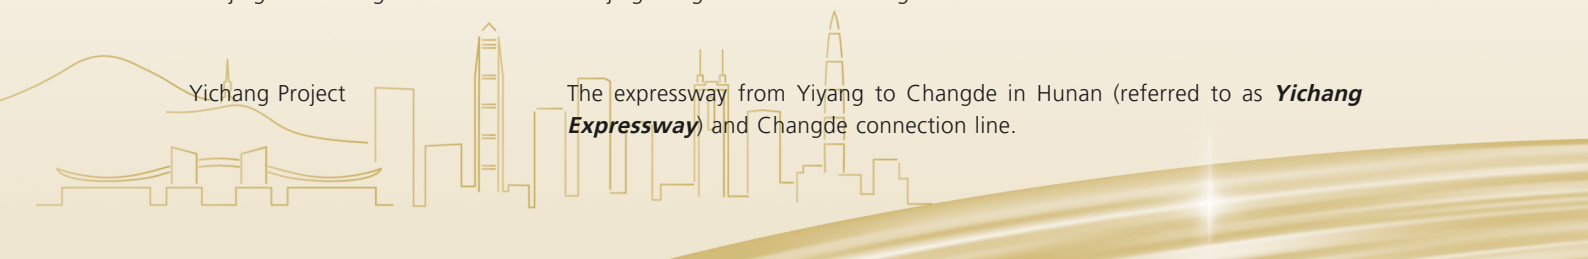 Yichang Project
The expressway from Yiyang to Changde in Hunan (referred to as Yichang
Expressway) and Changde connection line.